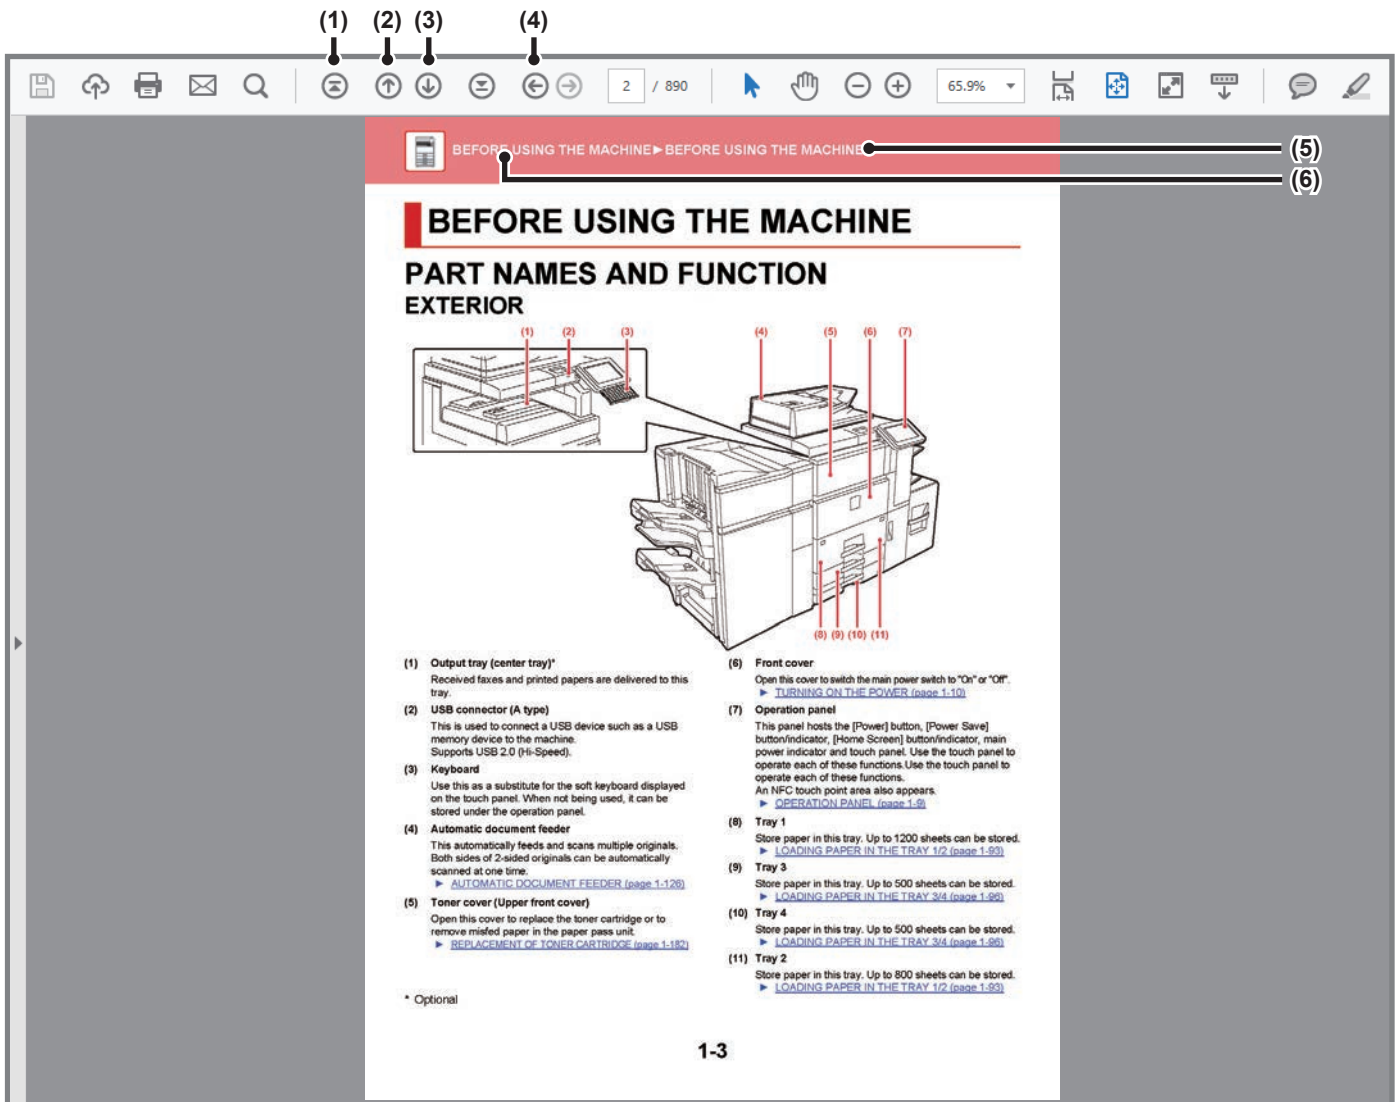 (1) (2) (3) (4)
2 / 890 65.9%
BEFORE USING THE MACHINE►BEFORE USING THE MACHINE
(5)
(6)
BEFORE USING THE MACHINE
PART NAMES AND FUNCTION
EXTERIOR
(1) (2) (3) (4) (5) (6) (7)
(8) (9) (10) (11)
(1) Output tray (center tray)*
Received faxes and printed papers are delivered to this
tray.
(2) USB connector (A type)
This is used to connect a USB device such as a USB
memory device to the machine.
Supports USB 2.0 (Hi-Speed).
(3) Keyboard
Use this as a substitute for the soft keyboard displayed
on the touch panel. When not being used, it can be
stored under the operation panel.
(4) Automatic document feeder
This automatically feeds and scans multiple originals.
Both sides of 2-sided originals can be automatically
scanned at one time.
► AUTOMATIC DOCUMENT FEEDER (page 1-126)
(5) Toner cover (Upper front cover)
Open this cover to replace the toner cartridge or to
remove misfed paper in the paper pass unit.
► REPLACEMENT OF TONER CARTRIDGE (page 1-182)
* Optional
(6) Front cover
Open this cover to switch the main power switch to "On" or "Off".
► TURNING ON THE POWER (page 1-10)
(7) Operation panel
This panel hosts the [Power] button, [Power Save]
button/indicator, [Home Screen] button/indicator, main
power indicator and touch panel. Use the touch panel to
operate each of these functions.Use the touch panel to
operate each of these functions.
An NFC touch point area also appears.
► OPERATION PANEL (page 1-9)
(8) Tray 1
Store paper in this tray. Up to 1200 sheets can be stored.
► LOADING PAPER IN THE TRAY 1/2 (page 1-93)
(9) Tray 3
Store paper in this tray. Up to 500 sheets can be stored.
► LOADING PAPER IN THE TRAY 3/4 (page 1-96)
(10) Tray 4
Store paper in this tray. Up to 500 sheets can be stored.
► LOADING PAPER IN THE TRAY 3/4 (page 1-96)
(11) Tray 2
Store paper in this tray. Up to 800 sheets can be stored.
► LOADING PAPER IN THE TRAY 1/2 (page 1-93)
1-3